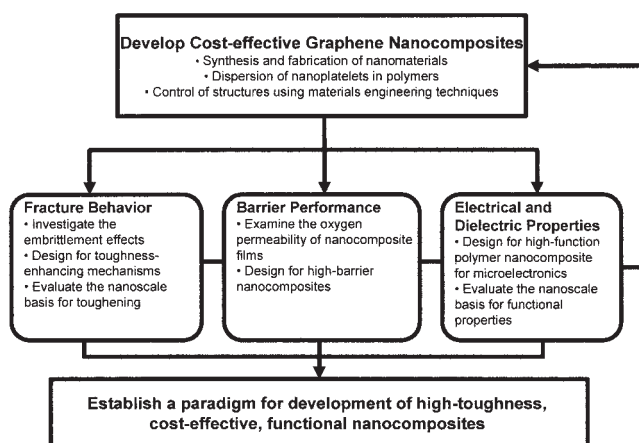 Develop Cost-effective Graphene Nanocomposites
• Synthesis and fabrication of nanomaterials
• Dispersion of nanoplatelets in polymers
• Control of structures using materials engineering techniques
Fracture Behavior
• Investigate the
embrittlement effects
• Design for toughness-
enhancing mechanisms
• Evaluate the nanoscale
basis for toughening
Barrier Performance
• Examine the oxygen
permeability of nanocomposite
films
• Design for high-barrier
nanocomposites
Electrical and
Dielectric Properties
• Design for high-function
polymer nanocomposite
for microelectronics
• Evaluate the nanoscale
basis for functional
properties
Establish a paradigm for development of high-toughness,
cost-effective, functional nanocomposites